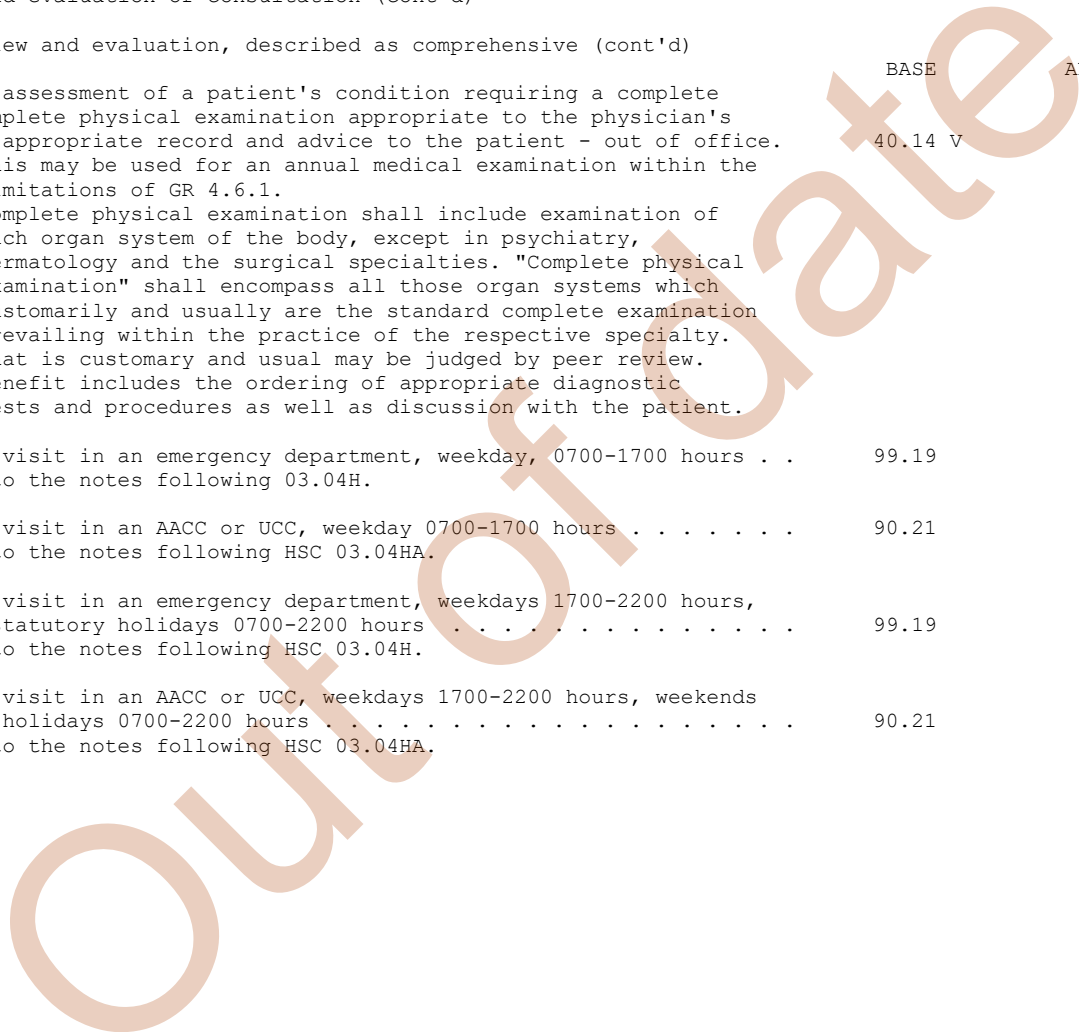 evaluation or Consultation (cont'd)
ew and evaluation, described as comprehensive (cont'd)
BASE
assessment of a patient's condition requiring a complete
plete physical examination appropriate to the physician's
appropriate record and advice to the patient - out of office. 40.14 V
is may be used for an annual medical examination within the
mitations of GR 4.6.1.
omplete physical examination shall include examination of
ch organ system of the body, except in psychiatry,
ermatology and the surgical specialties. "Complete physical
xamination" shall encompass all those organ systems which
ustomarily and usually are the standard complete examination
revailing within the practice of the respective specialty.
at is customary and usual may be judged by peer review.
enefit includes the ordering of appropriate diagnostic
ests and procedures as well as discussion with the patient.
visit in an emergency department, weekday, 0700-1700 hours . . 99.19
o the notes following 03.04H.
visit in an AACC or UCC, weekday 0700-1700 hours . . . . . . . 90.21
o the notes following HSC 03.04HA.
visit in an emergency department, weekdays 1700-2200 hours,
tatutory holidays 0700-2200 hours . . . . . . . . . . . . . . 99.19
o the notes following HSC 03.04H.
visit in an AACC or UCC, weekdays 1700-2200 hours, weekends
holidays 0700-2200 hours . . . . . . . . . . . . . . . . . . . 90.21
o the notes following HSC 03.04HA.
Out of date